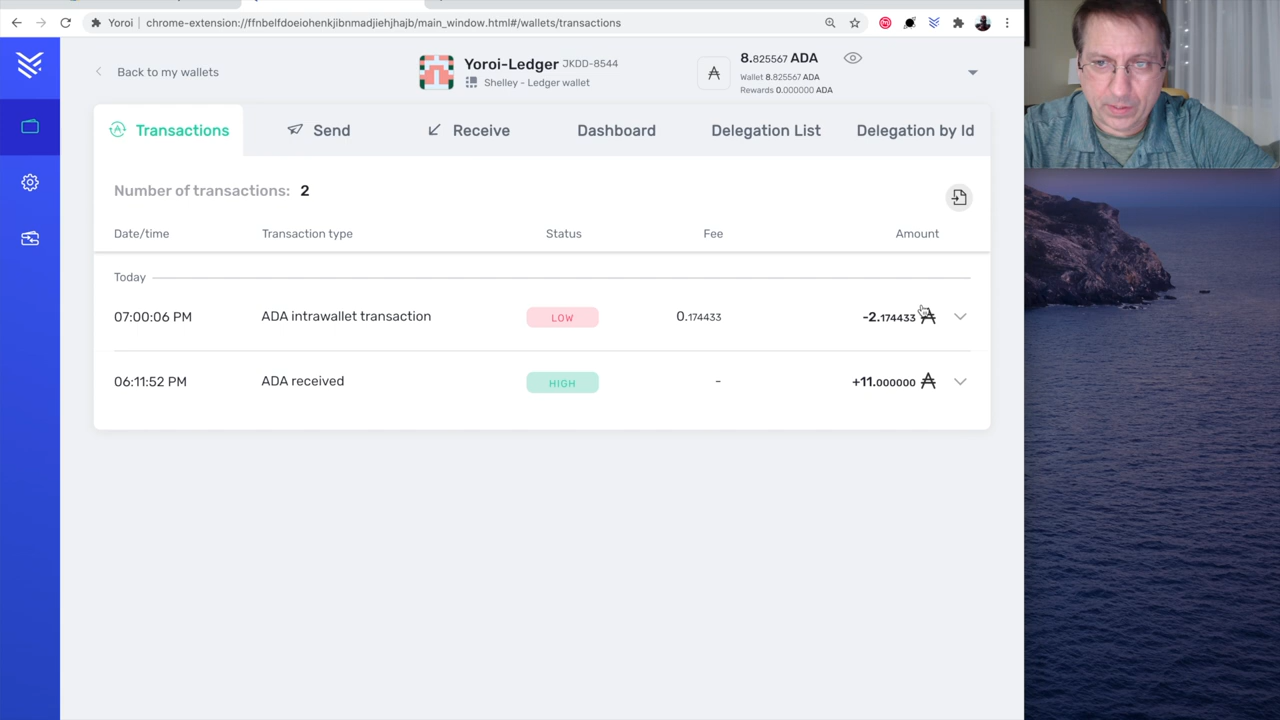 Yoroi
chrome-extension://ffnbelfdoeiohenkjibnmadjiehjhajb/main_window.html#/wallets/transactions
Back to my wallets
Yoroi-Ledger JKDD-8544
Shelley - Ledger wallet
8.825567 ADA
Wallet 8.825567 ADA
Rewards 0.000000 ADA
Transactions
Send
Receive
Dashboard
Delegation List
Delegation by Id
Number of transactions: 2
Date/time Transaction type Status Fee Amount
Today
07:00:06 PM ADA intrawallet transaction LOW 0.174433 -2.174433
06:11:52 PM ADA received HIGH - +11.000000